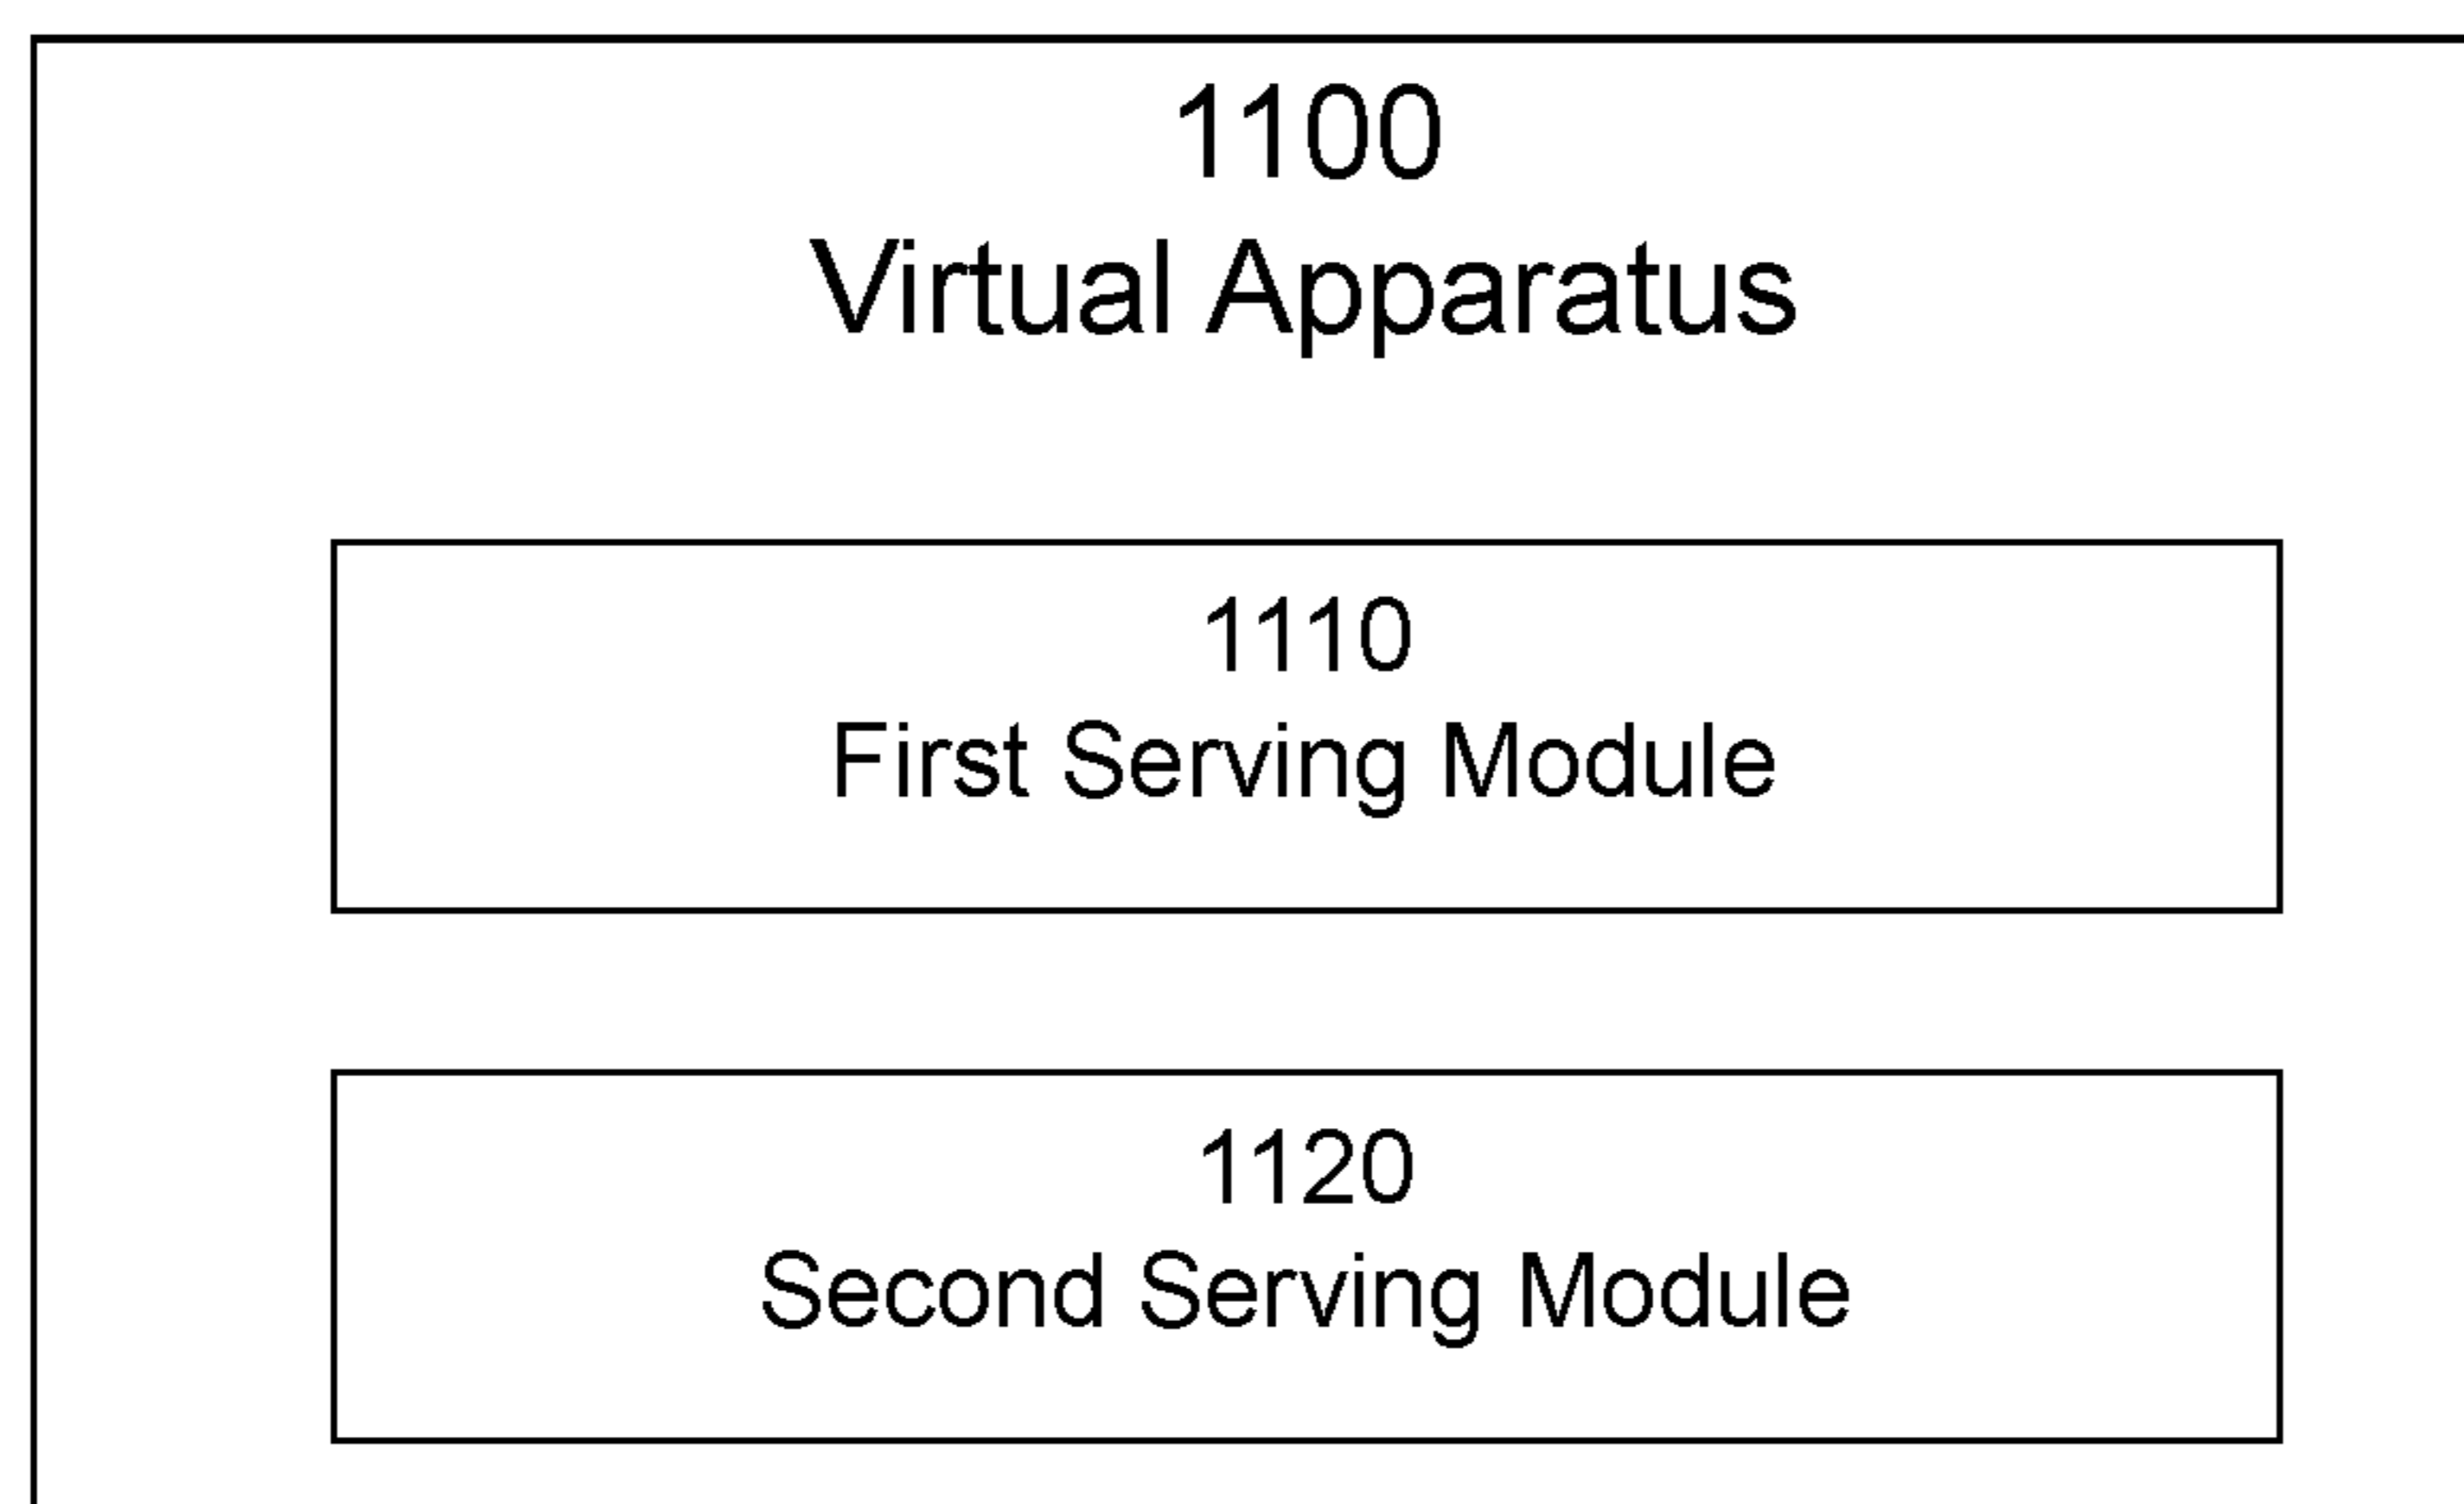 1100
Virtual Apparatus
1110
First Serving Module
1120
Second Serving Module